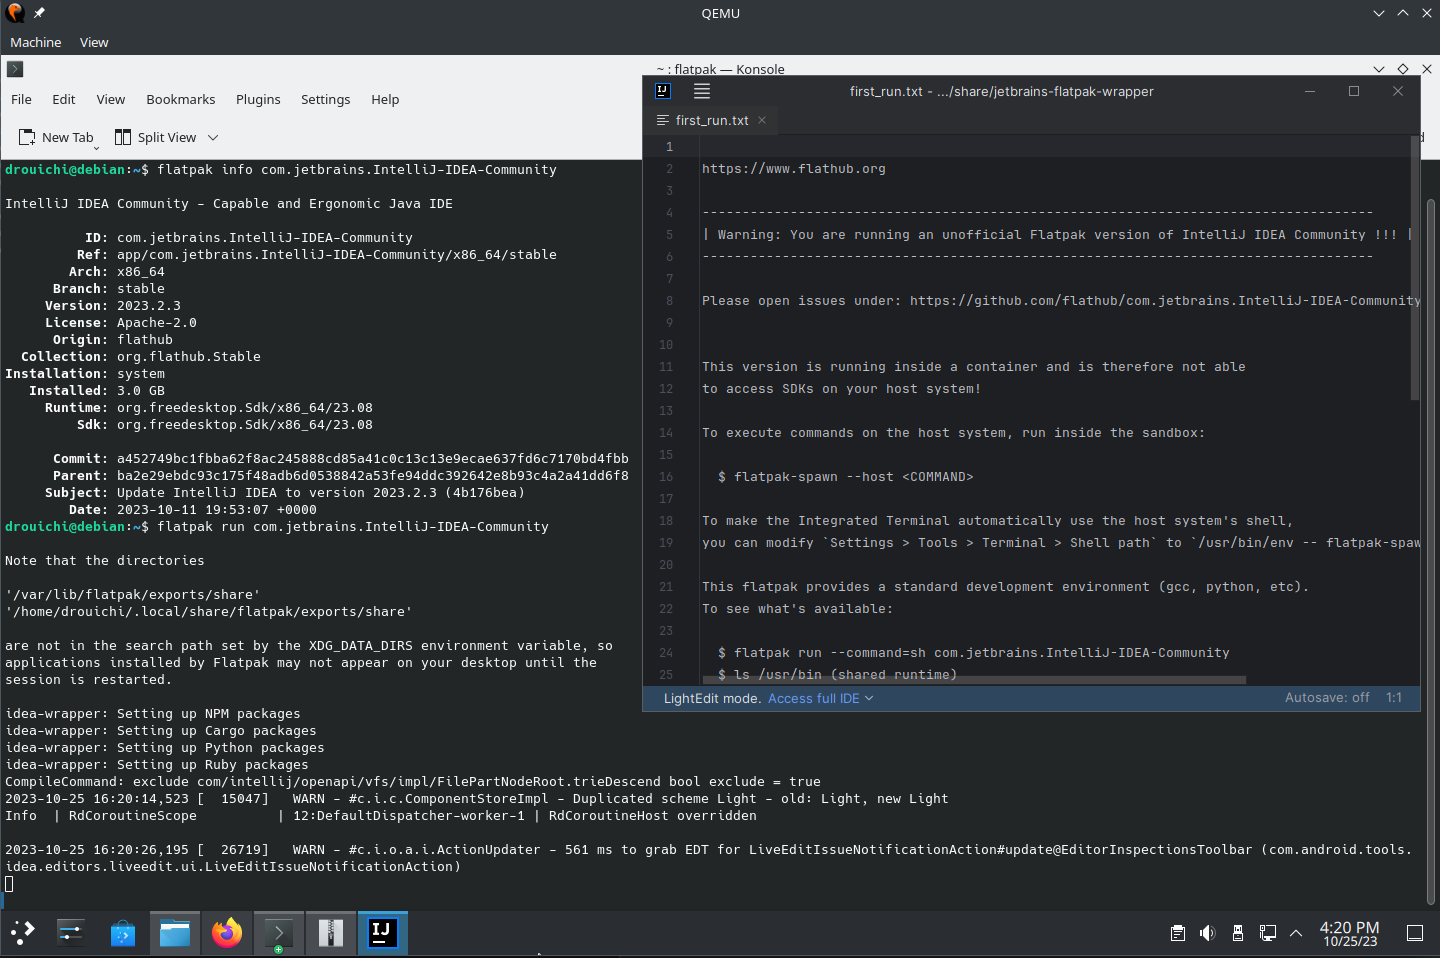 QEMU
Machine View
~ : flatpak — Konsole
File Edit View Bookmarks Plugins Settings Help
New Tab Split View
drouichi@debian:~$ flatpak info com.jetbrains.IntelliJ-IDEA-Community
IntelliJ IDEA Community - Capable and Ergonomic Java IDE
ID: com.jetbrains.IntelliJ-IDEA-Community
Ref: app/com.jetbrains.IntelliJ-IDEA-Community/x86_64/stable
Arch: x86_64
Branch: stable
Version: 2023.2.3
License: Apache-2.0
Origin: flathub
Collection: org.flathub.Stable
Installation: system
Installed: 3.0 GB
Runtime: org.freedesktop.Sdk/x86_64/23.08
Sdk: org.freedesktop.Sdk/x86_64/23.08
Commit: a452749bc1fbba62f8ac245888cd85a41c0c13c13e9ecae637fd6c7170bd4fbb
Parent: ba2e29ebdc93c175f48adb6d0538842a53fe94ddc392642e8b93c4a2a41dd6f8
Subject: Update IntelliJ IDEA to version 2023.2.3 (4b176bea)
Date: 2023-10-11 19:53:07 +0000
drouichi@debian:~$ flatpak run com.jetbrains.IntelliJ-IDEA-Community
Note that the directories
'/var/lib/flatpak/exports/share'
'/home/drouichi/.local/share/flatpak/exports/share'
are not in the search path set by the XDG_DATA_DIRS environment variable, so
applications installed by Flatpak may not appear on your desktop until the
session is restarted.
idea-wrapper: Setting up NPM packages
idea-wrapper: Setting up Cargo packages
idea-wrapper: Setting up Python packages
idea-wrapper: Setting up Ruby packages
CompileCommand: exclude com/intellij/openapi/vfs/impl/FilePartNodeRoot.trieDescend bool exclude = true
2023-10-25 16:20:14,523 [  15047]   WARN - #c.i.c.ComponentStoreImpl - Duplicated scheme Light - old: Light, new Light
Info  | RdCoroutineScope          | 12:DefaultDispatcher-worker-1 | RdCoroutineHost overridden
2023-10-25 16:20:26,195 [  26719]   WARN - #c.i.o.a.i.ActionUpdater - 561 ms to grab EDT for LiveEditIssueNotificationAction#update@EditorInspectionsToolbar (com.android.tools.
idea.editors.liveedit.ui.LiveEditIssueNotificationAction)
IJ first_run.txt - .../share/jetbrains-flatpak-wrapper
first_run.txt
1
2 https://www.flathub.org
3
4 ------------------------------------------------------------------------------------
5 | Warning: You are running an unofficial Flatpak version of IntelliJ IDEA Community !!! |
6 ------------------------------------------------------------------------------------
7
8 Please open issues under: https://github.com/flathub/com.jetbrains.IntelliJ-IDEA-Community
9
10
11 This version is running inside a container and is therefore not able
12 to access SDKs on your host system!
13
14 To execute commands on the host system, run inside the sandbox:
15
16 $ flatpak-spawn --host <COMMAND>
17
18 To make the Integrated Terminal automatically use the host system's shell,
19 you can modify `Settings > Tools > Terminal > Shell path` to `/usr/bin/env -- flatpak-spaw
20
21 This flatpak provides a standard development environment (gcc, python, etc).
22 To see what's available:
23
24 $ flatpak run --command=sh com.jetbrains.IntelliJ-IDEA-Community
25 $ ls /usr/bin (shared runtime)
LightEdit mode. Access full IDE Autosave: off 1:1
IJ
4:20 PM
10/25/23